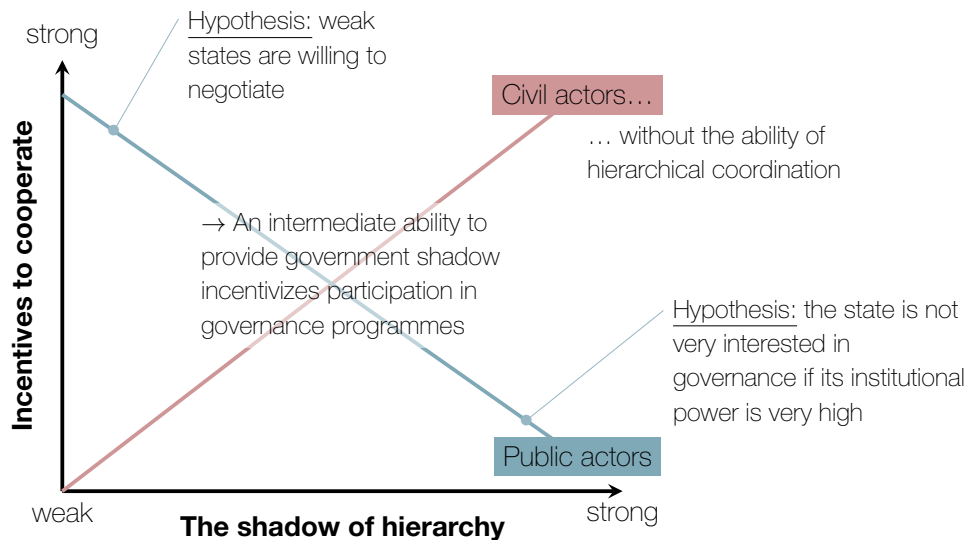 strong
Hypothesis: weak
states are willing to
negotiate
Civil actors…
… without the ability of
hierarchical coordination
Incentives to cooperate
→ An intermediate ability to
provide government shadow
incentivizes participation in
governance programmes
Hypothesis: the state is not
very interested in
governance if its institutional
power is very high
Public actors
weak
The shadow of hierarchy
strong